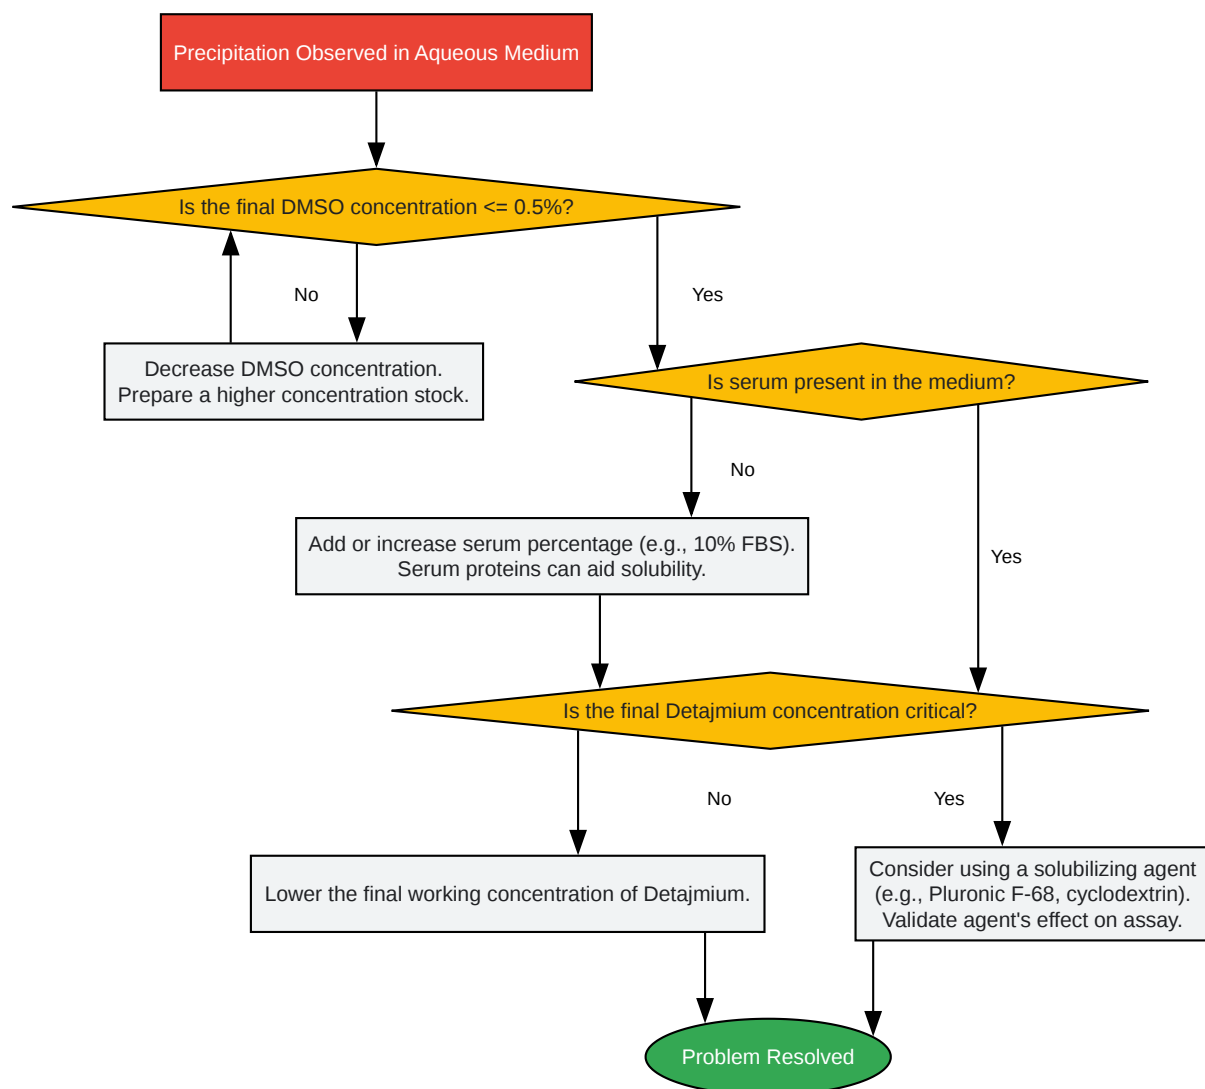 Precipitation Observed in Aqueous Medium
Is the final DMSO concentration <= 0.5%?
No
Yes
Decrease DMSO concentration.
Prepare a higher concentration stock.
Is serum present in the medium?
No
Add or increase serum percentage (e.g., 10% FBS).
Serum proteins can aid solubility.
Yes
Is the final Detajmium concentration critical?
No
Yes
Lower the final working concentration of Detajmium.
Consider using a solubilizing agent
(e.g., Pluronic F-68, cyclodextrin).
Validate agent's effect on assay.
Problem Resolved